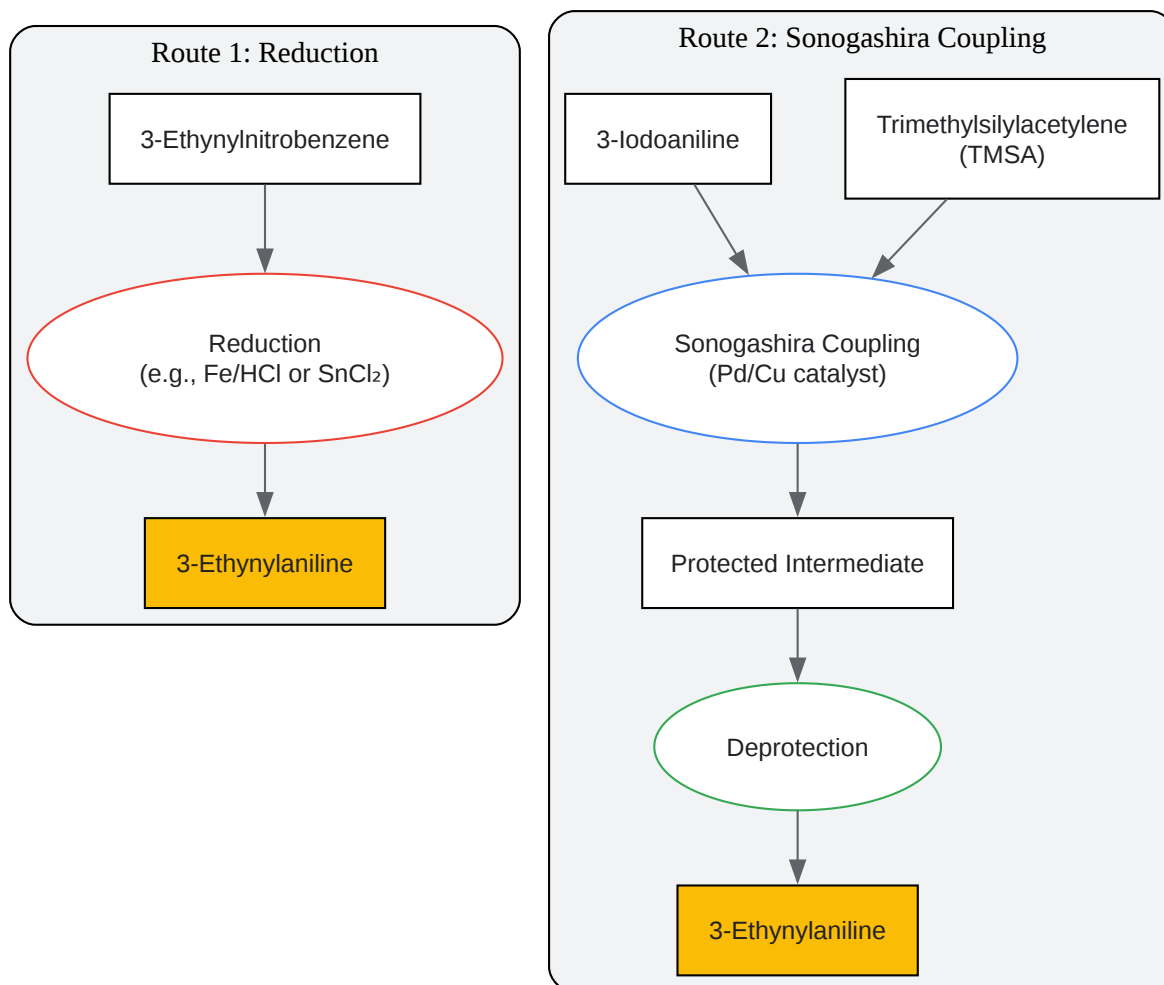 Route 1: Reduction
3-Ethynylnitrobenzene
Reduction
(e.g., Fe/HCl or SnCl₂)
3-Ethynylaniline
Route 2: Sonogashira Coupling
3-Iodoaniline
Trimethylsilylacetylene
(TMSA)
Sonogashira Coupling
(Pd/Cu catalyst)
Protected Intermediate
Deprotection
3-Ethynylaniline